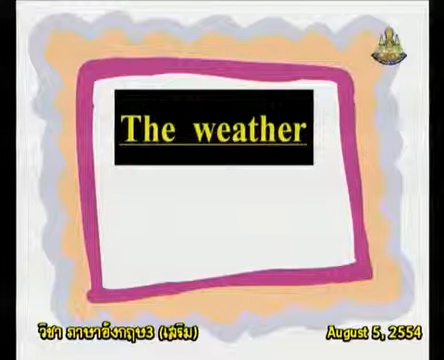 The weather
วิชา ภาษาอังกฤษ3 (เสริม)
August 5, 2554